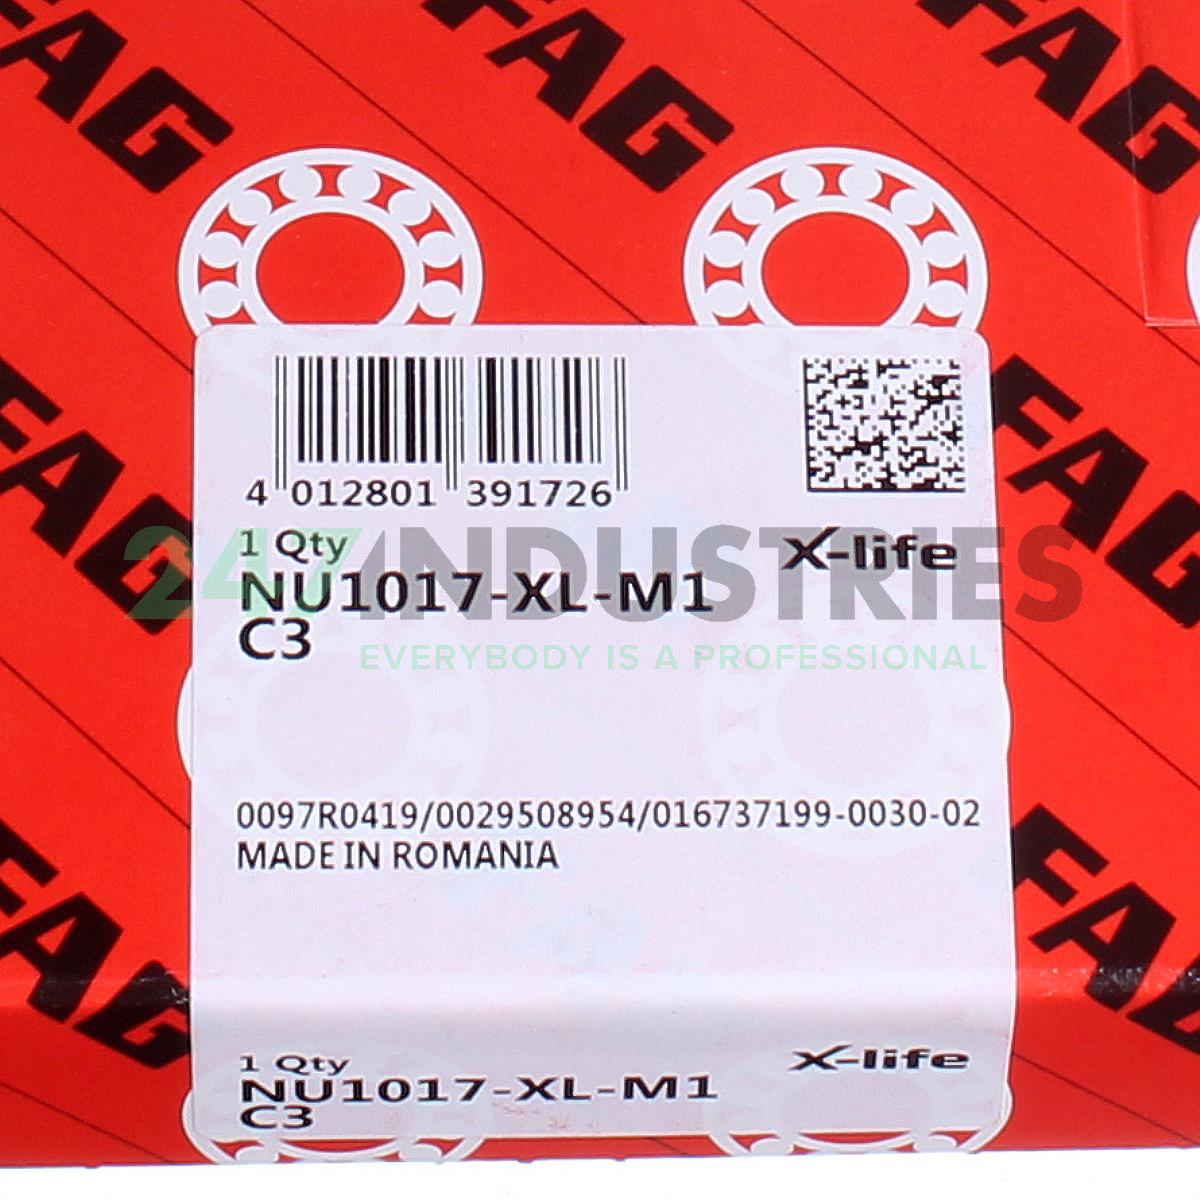 FAG FAG FAG
4 012801 391726
1 Qty
X-life
NU1017-XL-M1
C3
247INDUSTRIES
EVERYBODY IS A PROFESSIONAL
FAG FAG
0097R0419/0029508954/016737199-0030-02
MADE IN ROMANIA
FAG FAG
1 Qty
X-life
NU1017-XL-M1
C3